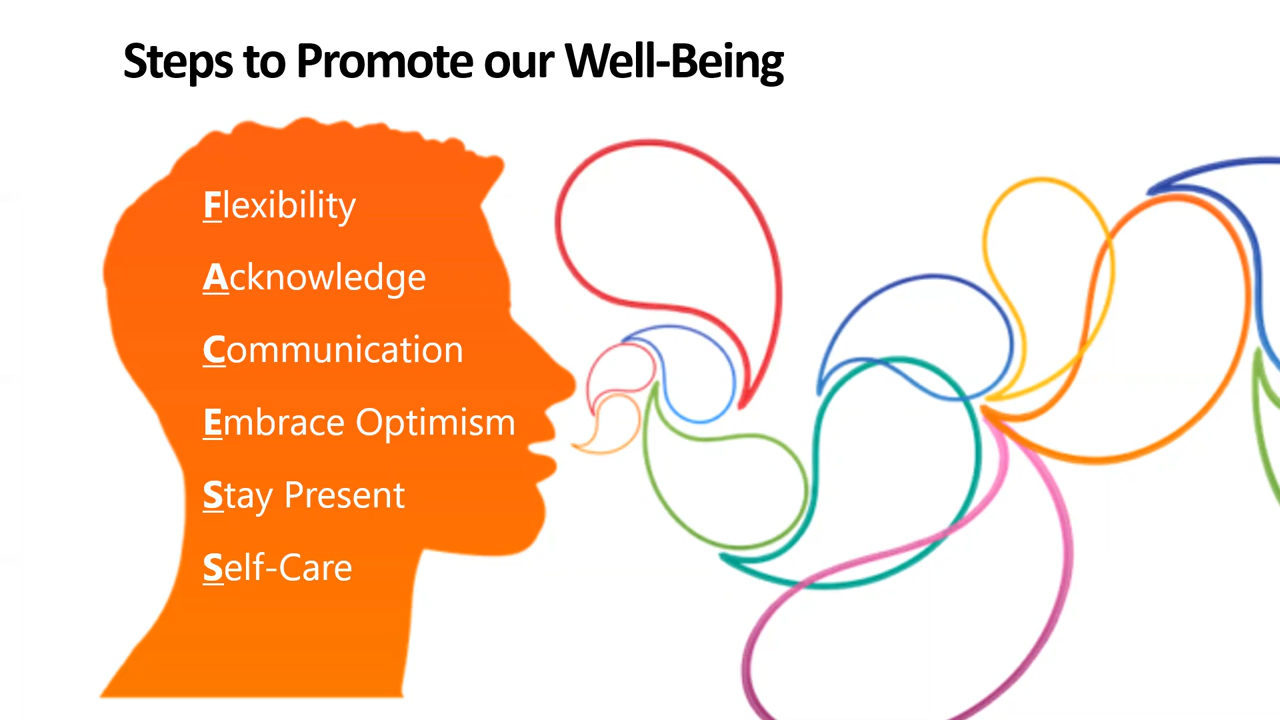 Steps to Promote our Well-Being
Flexibility
Acknowledge
Communication
Embrace Optimism
Stay Present
Self-Care